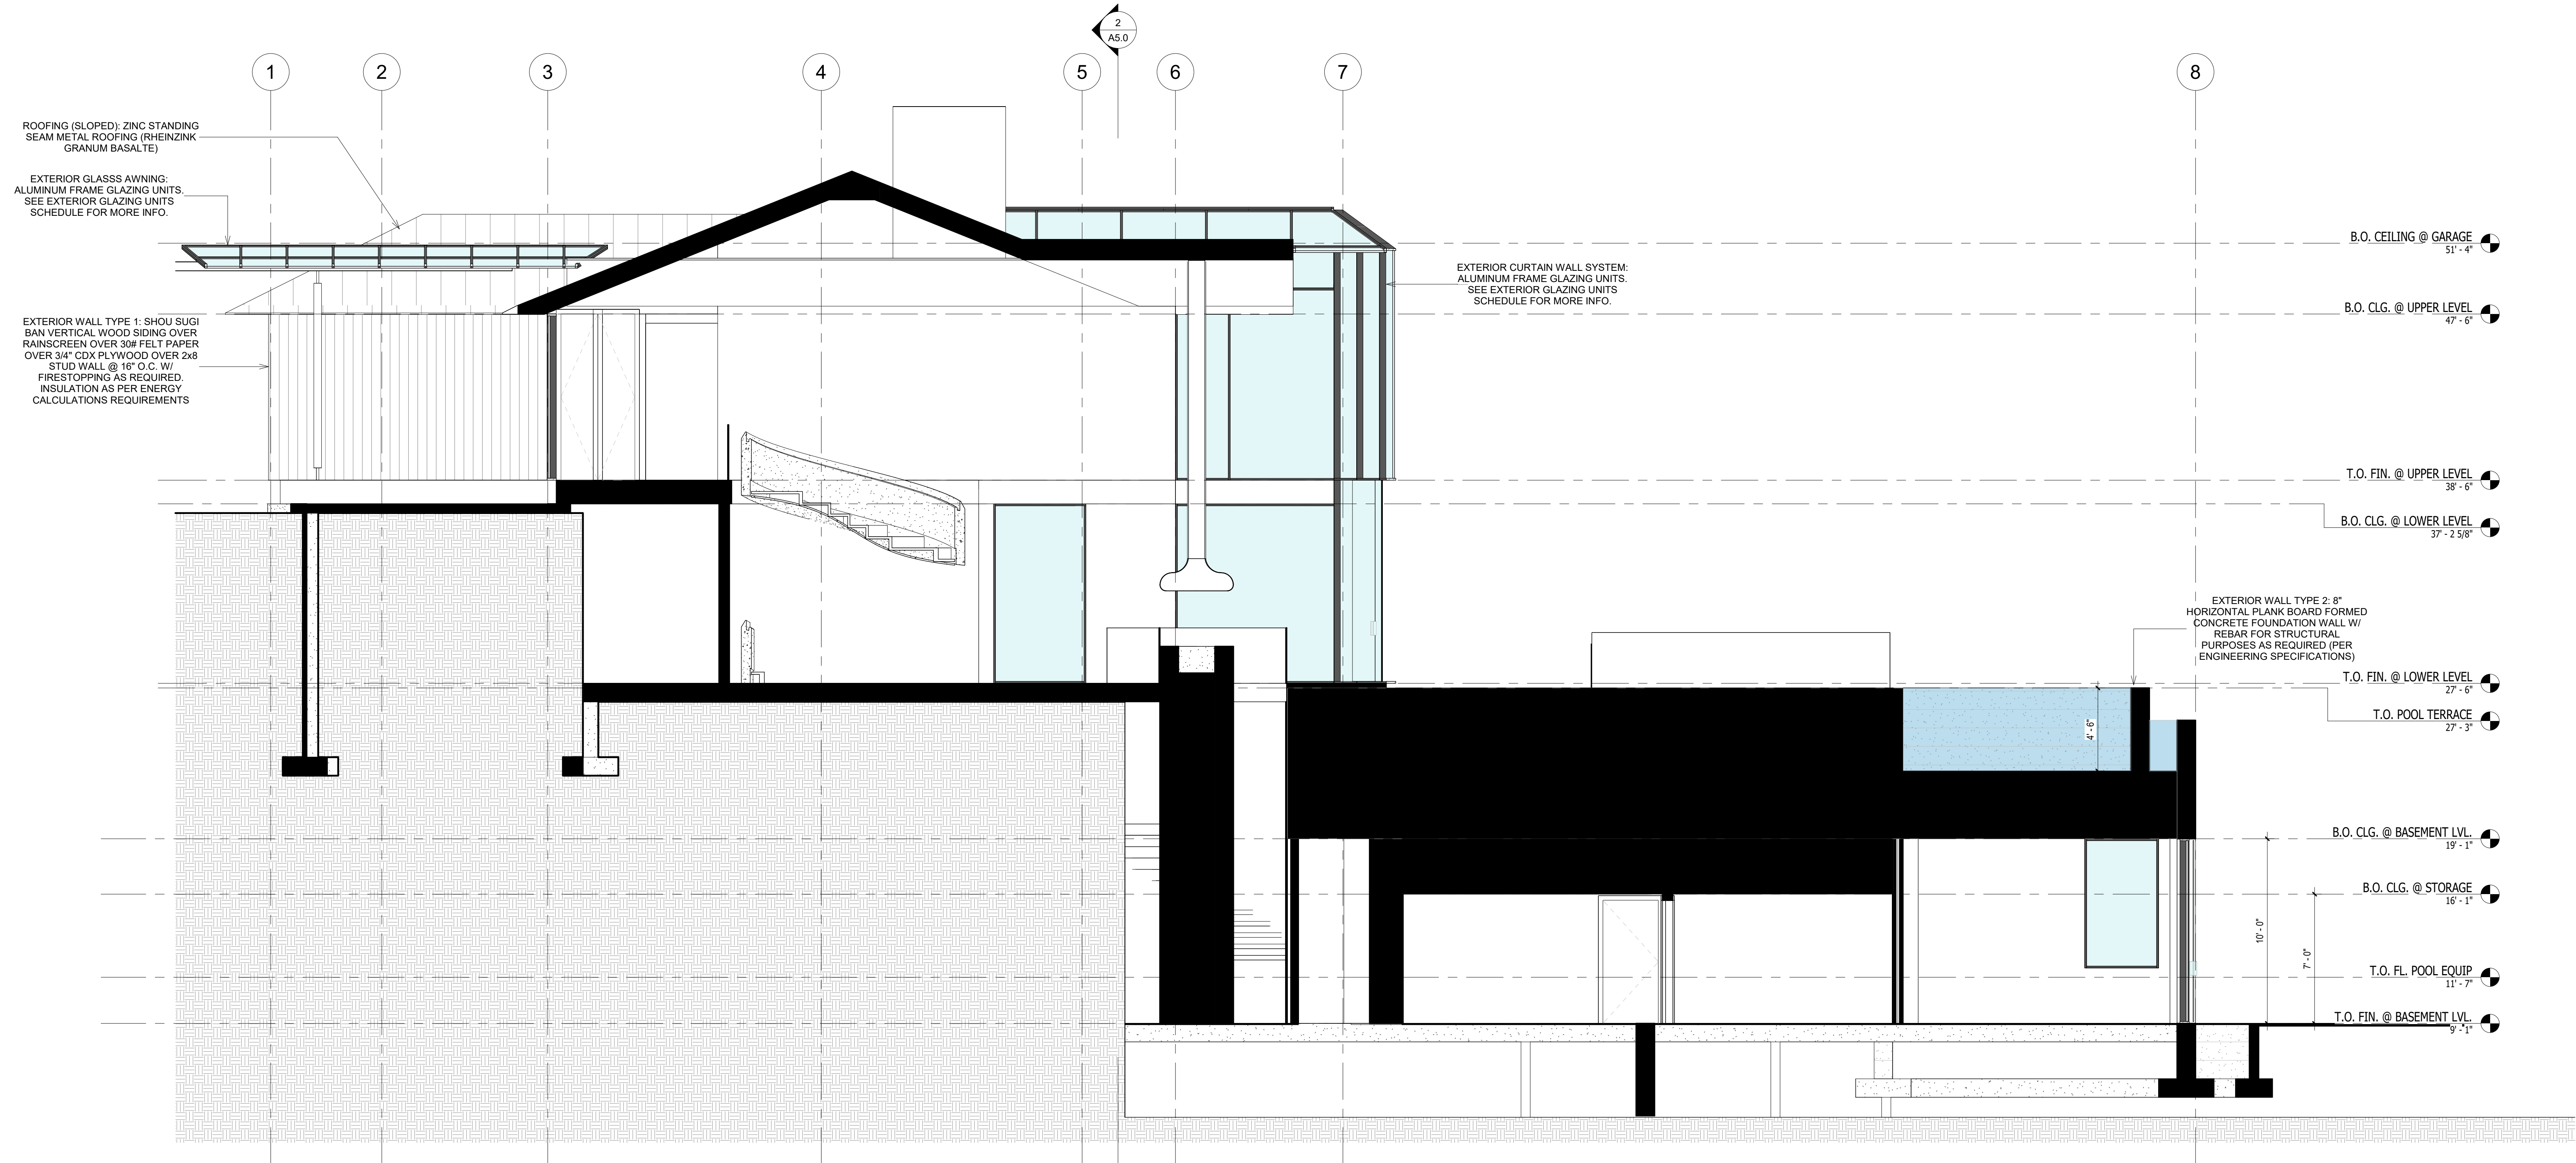 2
A5.0
1
2
3
4
5
6
7
8
ROOFING (SLOPED): ZINC STANDING
SEAM METAL ROOFING (RHEINZINK
GRANUM BASALTE)
EXTERIOR GLASSS AWNING:
ALUMINUM FRAME GLAZING UNITS.
SEE EXTERIOR GLAZING UNITS
SCHEDULE FOR MORE INFO.
EXTERIOR WALL TYPE 1: SHOU SUGI
BAN VERTICAL WOOD SIDING OVER
RAINSCREEN OVER 30# FELT PAPER
OVER 3/4" CDX PLYWOOD OVER 2x8
STUD WALL @ 16" O.C. W/
FIRESTOPPING AS REQUIRED.
INSULATION AS PER ENERGY
CALCULATIONS REQUIREMENTS
EXTERIOR CURTAIN WALL SYSTEM:
ALUMINUM FRAME GLAZING UNITS.
SEE EXTERIOR GLAZING UNITS
SCHEDULE FOR MORE INFO.
B.O. CEILING @ GARAGE
51' - 4"
B.O. CLG. @ UPPER LEVEL
47' - 6"
T.O. FIN. @ UPPER LEVEL
38' - 6"
B.O. CLG. @ LOWER LEVEL
37' - 2 5/8"
EXTERIOR WALL TYPE 2: 8"
HORIZONTAL PLANK BOARD FORMED
CONCRETE FOUNDATION WALL W/
REBAR FOR STRUCTURAL
PURPOSES AS REQUIRED (PER
ENGINEERING SPECIFICATIONS)
T.O. FIN. @ LOWER LEVEL
27' - 6"
T.O. POOL TERRACE
27' - 3"
4' - 6"
B.O. CLG. @ BASEMENT LVL.
19' - 1"
B.O. CLG. @ STORAGE
16' - 1"
10' - 0"
7' - 0"
T.O. FL. POOL EQUIP
11' - 7"
T.O. FIN. @ BASEMENT LVL.
9' - 1"